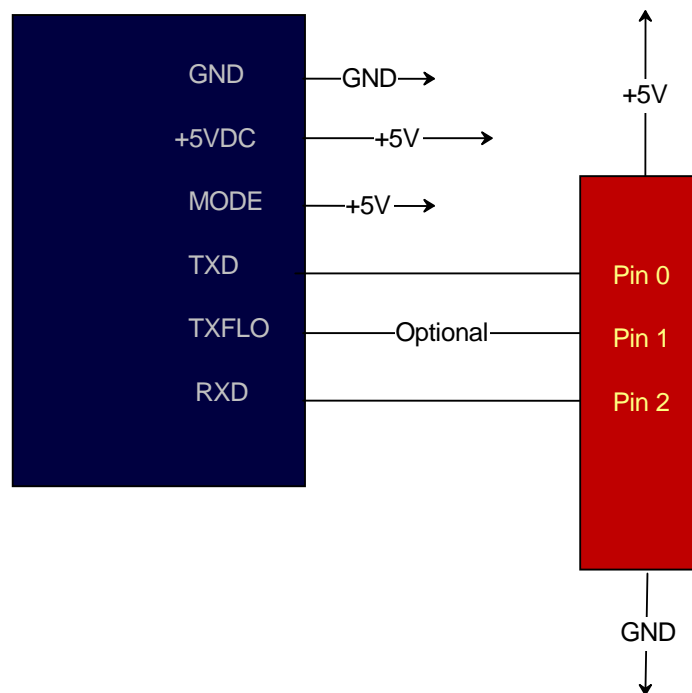 GND
GND
+5V
+5VDC
+5V
MODE
+5V
TXD
Pin 0
TXFLO
Optional
Pin 1
RXD
Pin 2
GND